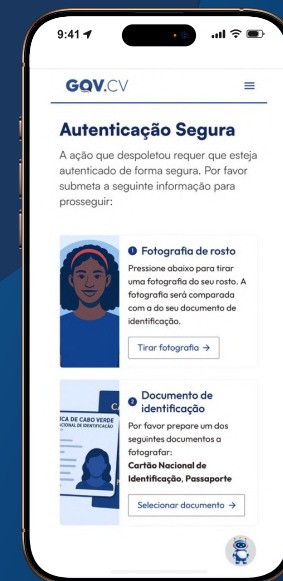 9:41
GOV.CV
Autenticação Segura
A ação que despoletou requer que esteja
autenticado de forma segura. Por favor
submeta a seguinte informação para
prosseguir:
1 Fotografia de rosto
Pressione abaixo para tirar
uma fotografia do seu rosto. A
fotografia será comparada
com a do seu documento de
identificação.
Tirar fotografia →
ICA DE CABO VERDE
NACIONAL DE IDENTIFICAÇÃO
2 Documento de
identificação
Por favor prepare um dos
seguintes documentos a
fotografar:
Cartão Nacional de
Identificação, Passaporte
Selecionar documento →